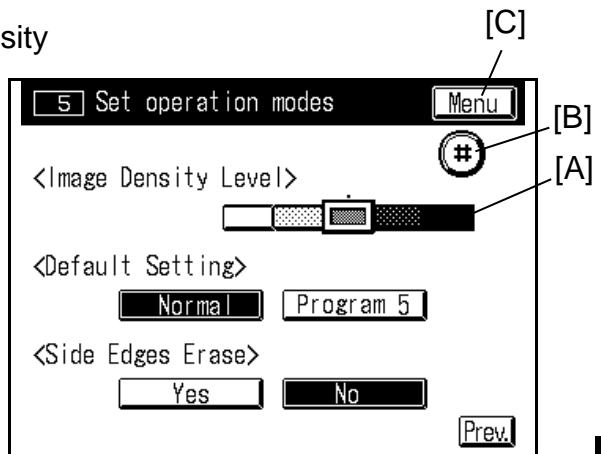 sity
[C]
5 Set operation modes Menu
[B]
#
[A]
<Image Density Level>
<Default Setting>
Normal Program 5
<Side Edges Erase>
Yes No
Prev.